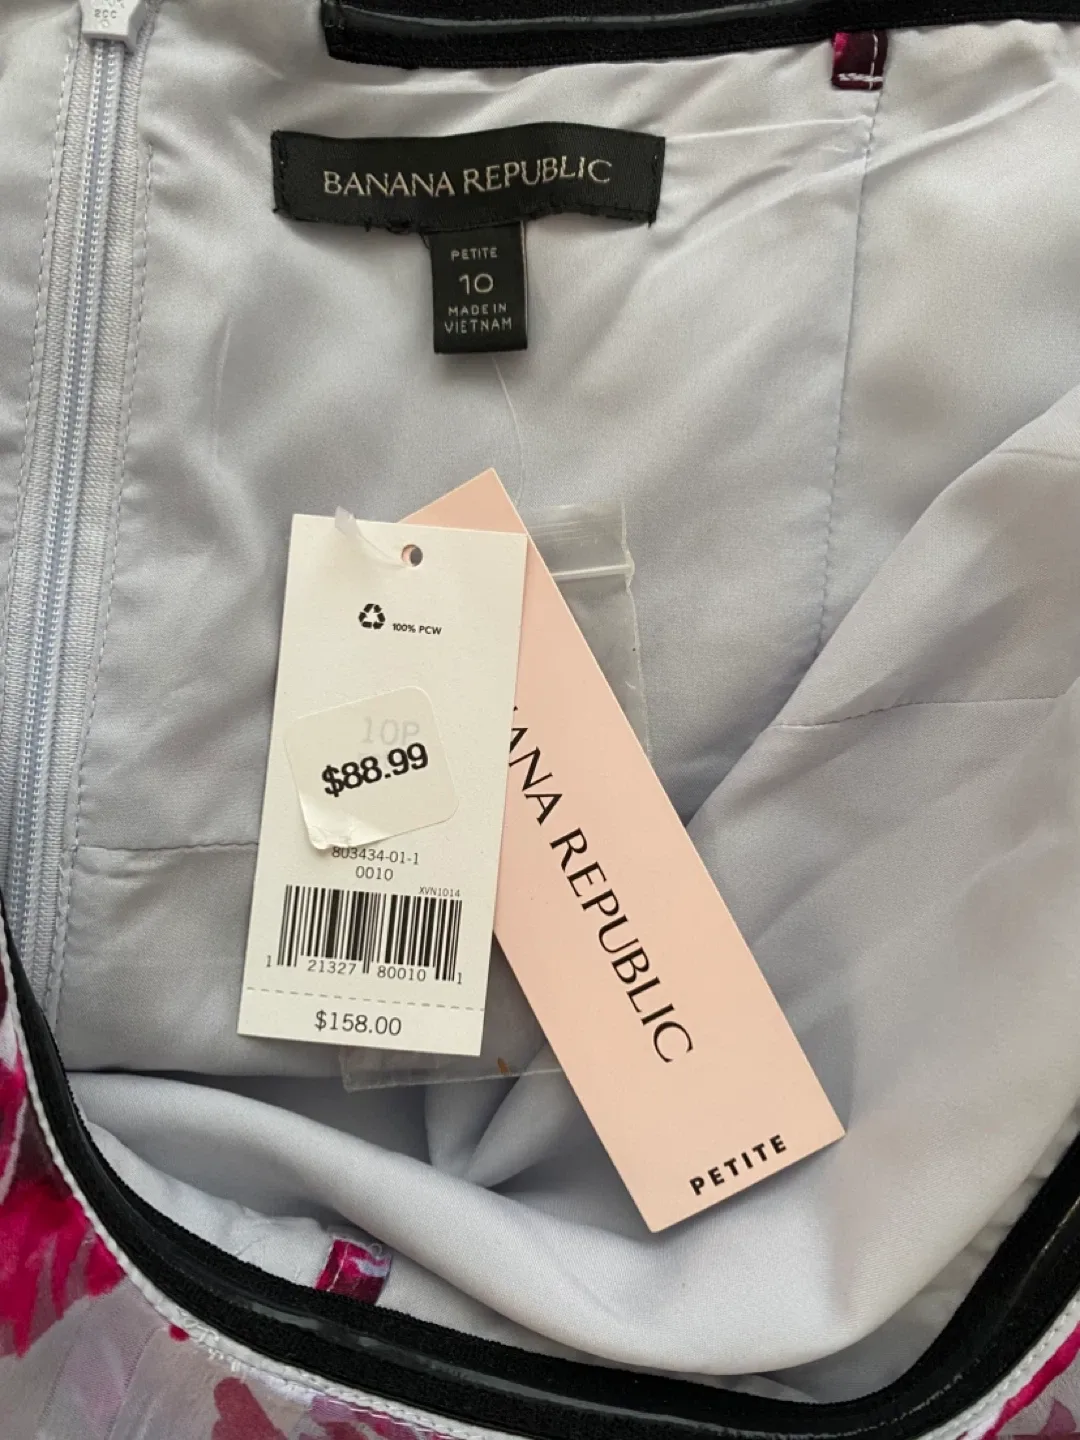 BANANA REPUBLIC
PETITE
10
MADE IN
VIETNAM
100% PCW
10P
$88.99
803434-01-1
0010
XVN1014
1 21327 80010 1
$158.00
ANA REPUBLIC
PETITE